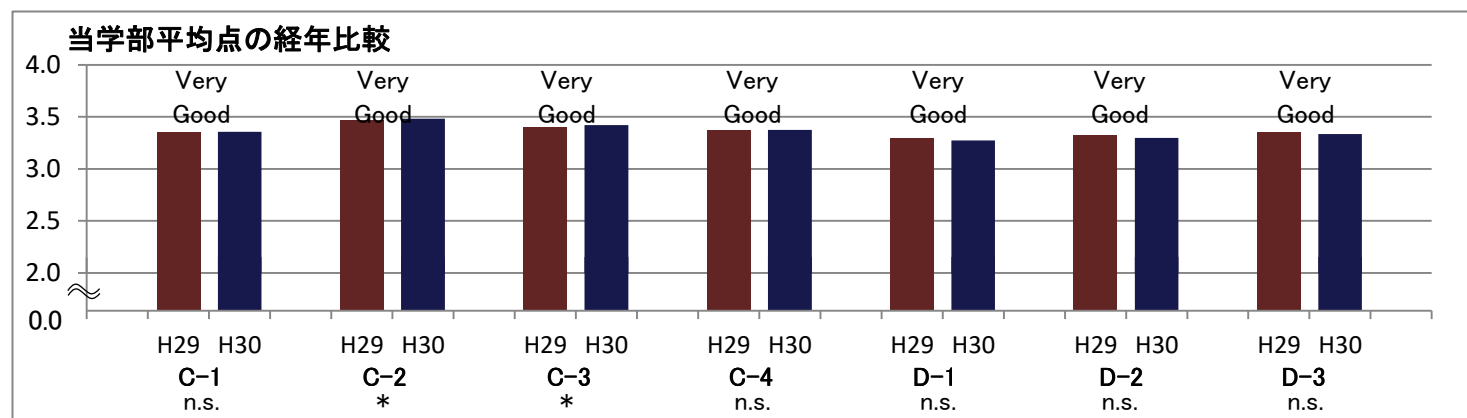 当学部平均点の経年比較
4.0
3.5
3.0
2.5
2.0
0.0
Very Good
Very Good
Very Good
Very Good
Very Good
Very Good
Very Good
H29 H30 H29 H30 H29 H30 H29 H30 H29 H30 H29 H30 H29 H30
C-1 C-2 C-3 C-4 D-1 D-2 D-3
n.s. * * n.s. n.s. n.s. n.s.